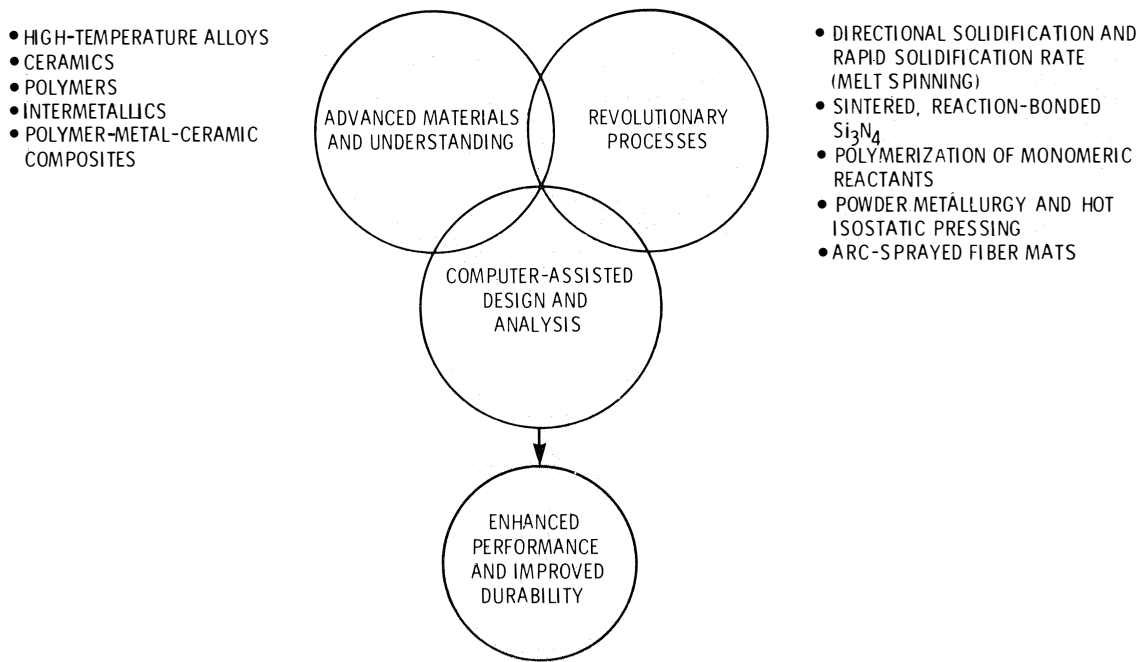 • HIGH-TEMPERATURE ALLOYS
• CERAMICS
• POLYMERS
• INTERMETALLICS
• POLYMER-METAL-CERAMIC
COMPOSITES
ADVANCED MATERIALS
AND UNDERSTANDING
REVOLUTIONARY
PROCESSES
• DIRECTIONAL SOLIDIFICATION AND
RAPID SOLIDIFICATION RATE
(MELT SPINNING)
• SINTERED, REACTION-BONDED
Si₃N₄
• POLYMERIZATION OF MONOMERIC
REACTANTS
• POWDER METALLURGY AND HOT
ISOSTATIC PRESSING
• ARC-SPRAYED FIBER MATS
COMPUTER-ASSISTED
DESIGN AND
ANALYSIS
ENHANCED
PERFORMANCE
AND IMPROVED
DURABILITY